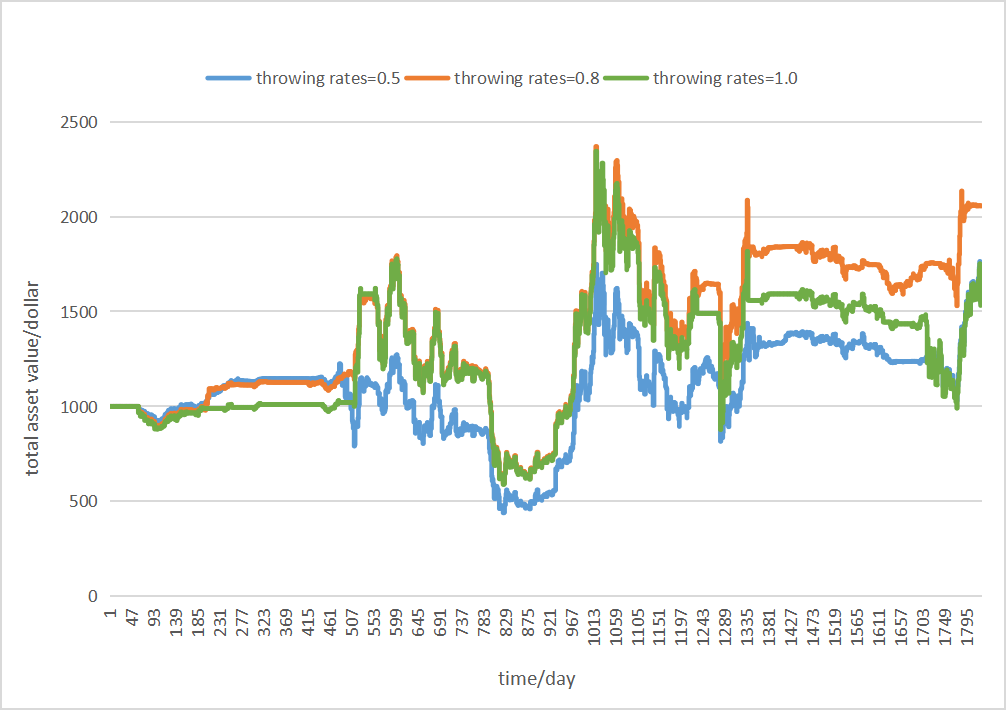 throwing rates=0.5 throwing rates=0.8 throwing rates=1.0
2500
2000
1500
1000
500
0
total asset value/dollar
1 47 93 139 185 231 277 323 369 415 461 507 553 599 645 691 737 783 829 875 921 967 1013 1059 1105 1151 1197 1243 1289 1335 1381 1427 1473 1519 1565 1611 1657 1703 1749 1795
time/day